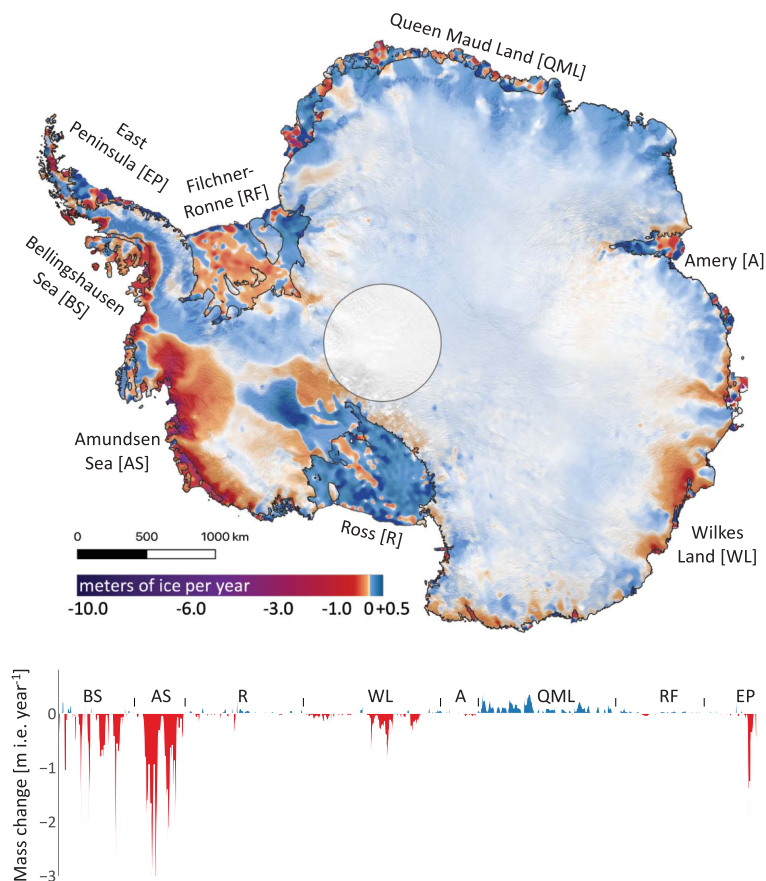 Queen Maud Land [QML]
East
Peninsula [EP]
Filchner-
Ronne [RF]
Bellingshausen
Sea [BS]
Amery [A]
Amundsen
Sea [AS]
Ross [R]
Wilkes
Land [WL]
0 500 1000 km
meters of ice per year
-10.0 -6.0 -3.0 -1.0 0 +0.5
Mass change [m i.e. year⁻¹]
BS AS R WL A QML RF EP
0
−1
−2
−3